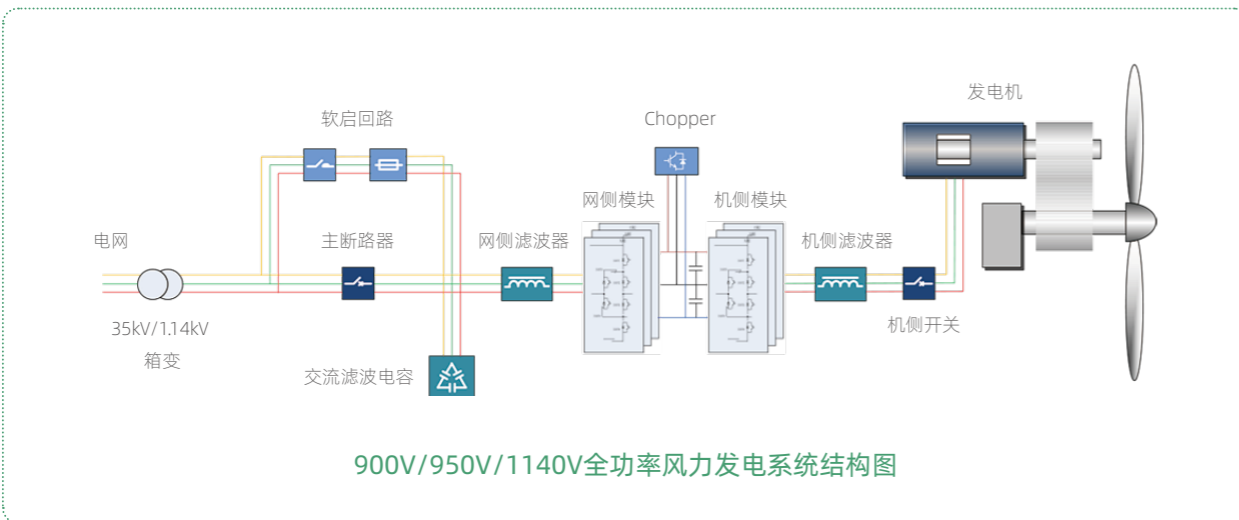 发电机
软启回路
Chopper
网侧模块
机侧模块
电网
主断路器
网侧滤波器
机侧滤波器
35kV/1.14kV
箱变
机侧开关
交流滤波电容
900V/950V/1140V全功率风力发电系统结构图